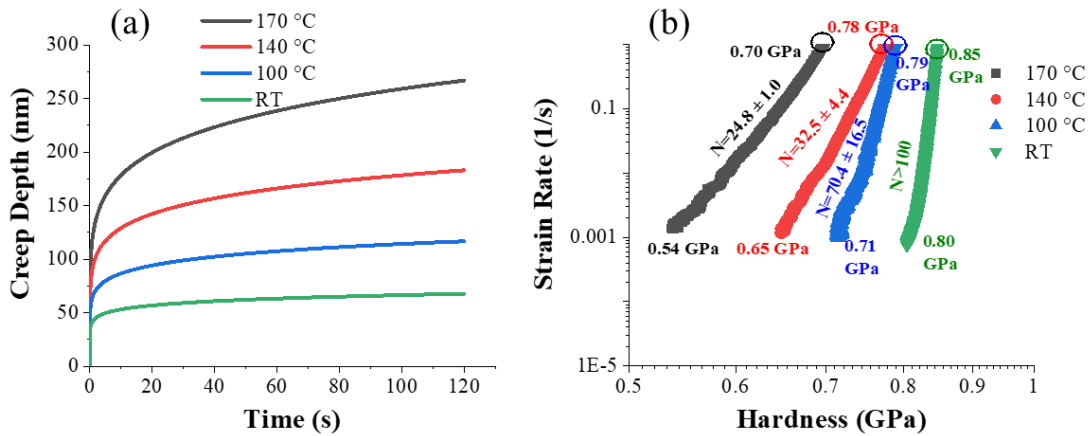 (a)
170 °C
140 °C
100 °C
RT
300
250
200
150
100
50
0
Creep Depth (nm)
0 20 40 60 80 100 120
Time (s)
(b)
0.70 GPa
0.78 GPa
0.79
GPa
0.85
GPa
N=24.8 ± 1.0
N=32.5 ± 4.4
N=70.4 ± 16.5
N>100
0.54 GPa
0.65 GPa
0.71
GPa
0.80
GPa
170 °C
140 °C
100 °C
RT
0.1
0.001
1E-5
Strain Rate (1/s)
0.5 0.6 0.7 0.8 0.9 1
Hardness (GPa)